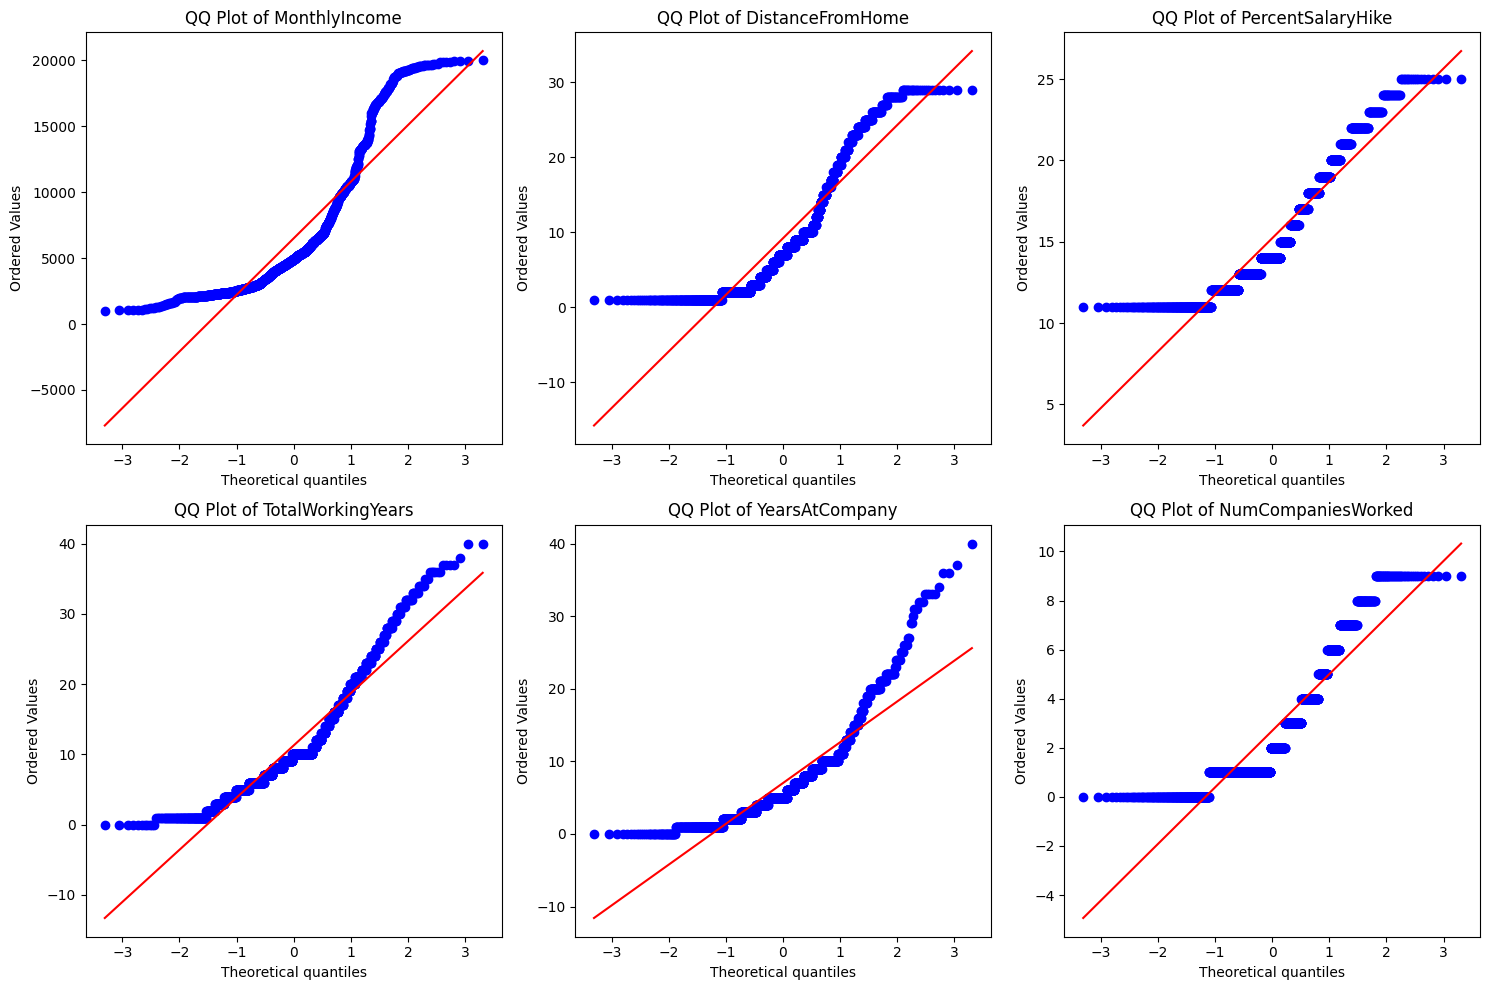 QQ Plot of MonthlyIncome
Ordered Values
20000
15000
10000
5000
0
−5000
−3 −2 −1 0 1 2 3
Theoretical quantiles
QQ Plot of DistanceFromHome
Ordered Values
30
20
10
0
−10
−3 −2 −1 0 1 2 3
Theoretical quantiles
QQ Plot of PercentSalaryHike
Ordered Values
25
20
15
10
5
−3 −2 −1 0 1 2 3
Theoretical quantiles
QQ Plot of TotalWorkingYears
Ordered Values
40
30
20
10
0
−10
−3 −2 −1 0 1 2 3
Theoretical quantiles
QQ Plot of YearsAtCompany
Ordered Values
40
30
20
10
0
−10
−3 −2 −1 0 1 2 3
Theoretical quantiles
QQ Plot of NumCompaniesWorked
Ordered Values
10
8
6
4
2
0
−2
−4
−3 −2 −1 0 1 2 3
Theoretical quantiles